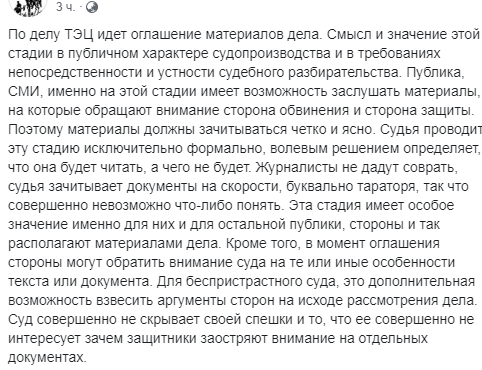 3 ч. ·
По делу ТЭЦ идет оглашение материалов дела. Смысл и значение этой
стадии в публичном характере судопроизводства и в требованиях
непосредственности и устности судебного разбирательства. Публика,
СМИ, именно на этой стадии имеет возможность заслушать материалы,
на которые обращают внимание сторона обвинения и сторона защиты.
Поэтому материалы должны зачитываться четко и ясно. Судья проводит
эту стадию исключительно формально, волевым решением определяет,
что она будет читать, а чего не будет. Журналисты не дадут соврать,
судья зачитывает документы на скорости, буквально тараторя, так что
совершенно невозможно что-либо понять. Эта стадия имеет особое
значение именно для них и для остальной публики, стороны и так
располагают материалами дела. Кроме того, в момент оглашения
стороны могут обратить внимание суда на те или иные особенности
текста или документа. Для беспристрастного суда, это дополнительная
возможность взвесить аргументы сторон на исходе рассмотрения дела.
Суд совершенно не скрывает своей спешки и то, что ее совершенно не
интересует зачем защитники заостряют внимание на отдельных
документах.